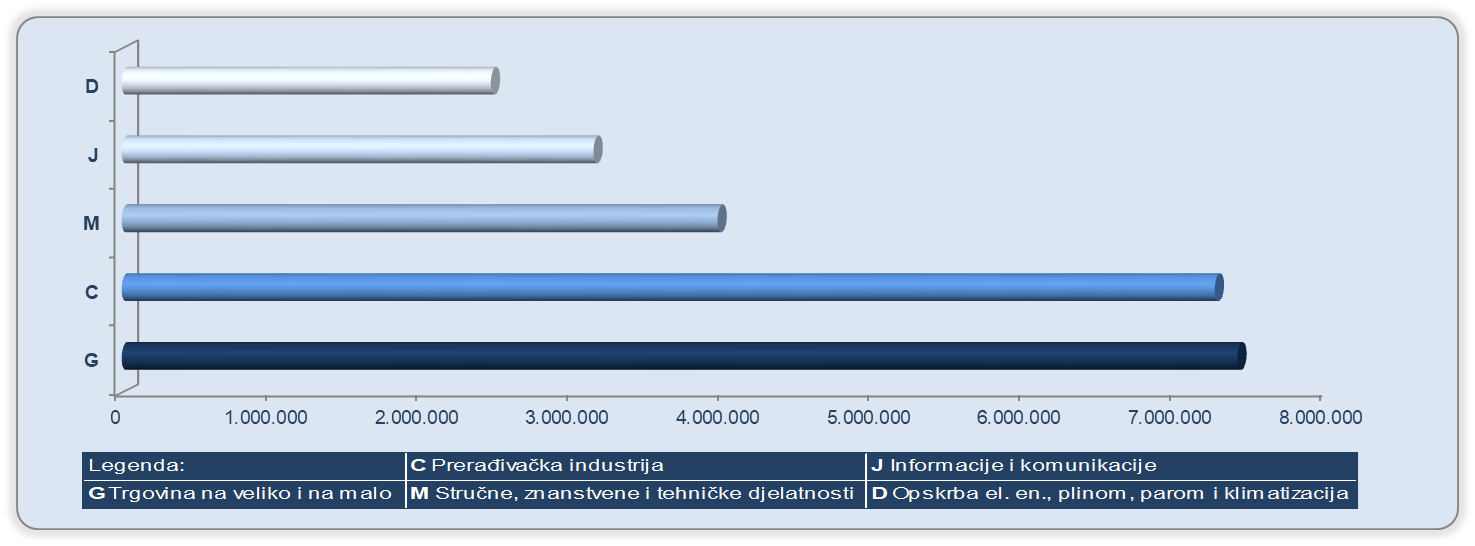 D
J
M
C
G
0 1.000.000 2.000.000 3.000.000 4.000.000 5.000.000 6.000.000 7.000.000 8.000.000
Legenda: C Prerađivačka industrija J Informacije i komunikacije
G Trgovina na veliko i na malo M Stručne, znanstvene i tehničke djelatnosti D Opskrba el. en., plinom, parom i klimatizacija